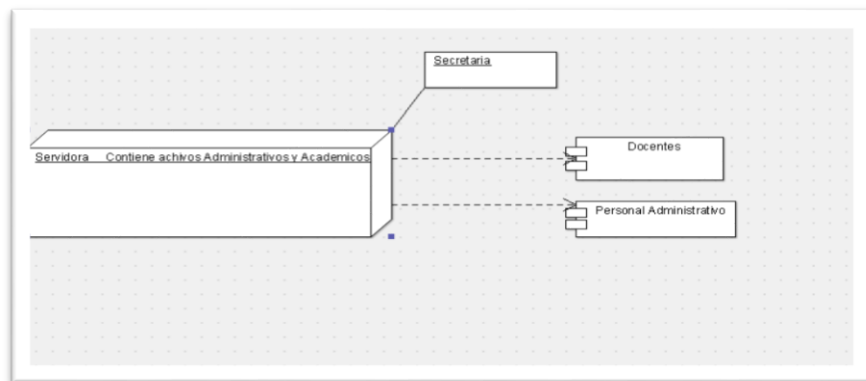 Secretaria
Servidora Contiene achivos Administrativos y Academicos
Docentes
Personal Administrativo